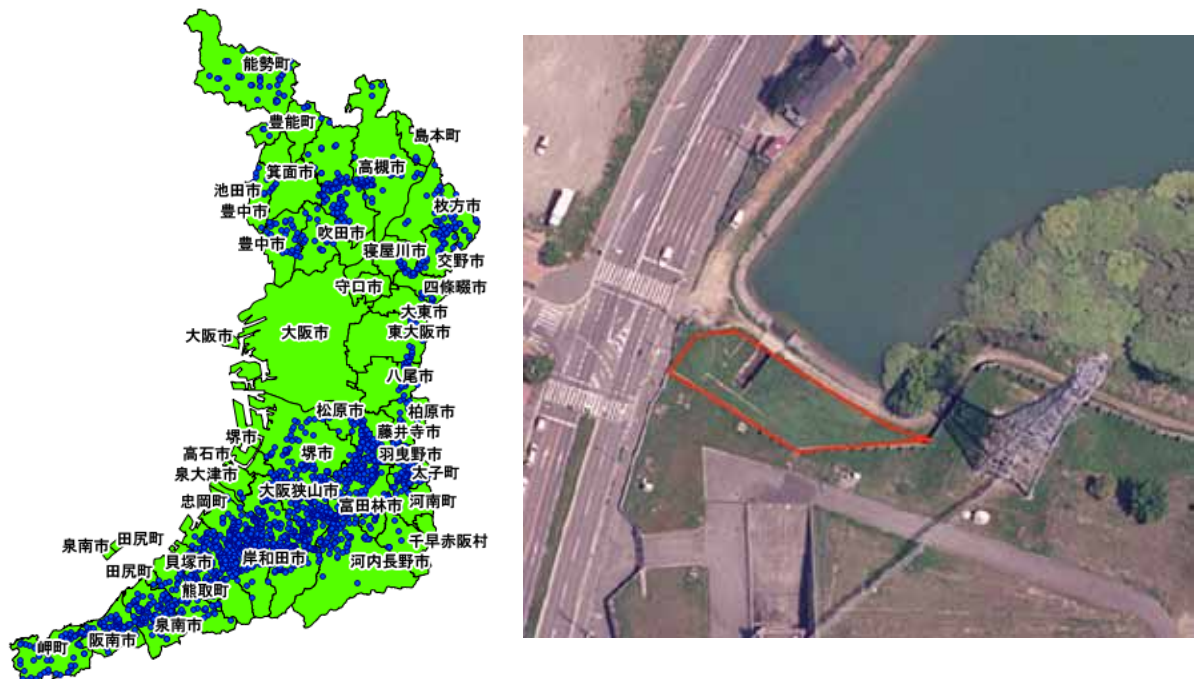 能勢町
豊能町
島本町
高槻市
箕面市
池田市
枚方市
豊中市
吹田市
豊中市
寝屋川市
交野市
守口市
四條畷市
大東市
大阪市
大阪市
東大阪市
八尾市
松原市
柏原市
藤井寺市
堺市
堺市
羽曳野市
高石市
太子町
泉大津市
大阪狭山市
忠岡町
富田林市
河南町
田尻町
千早赤阪村
泉南市
貝塚市
岸和田市
河内長野市
田尻町
熊取町
泉南市
阪南市
岬町